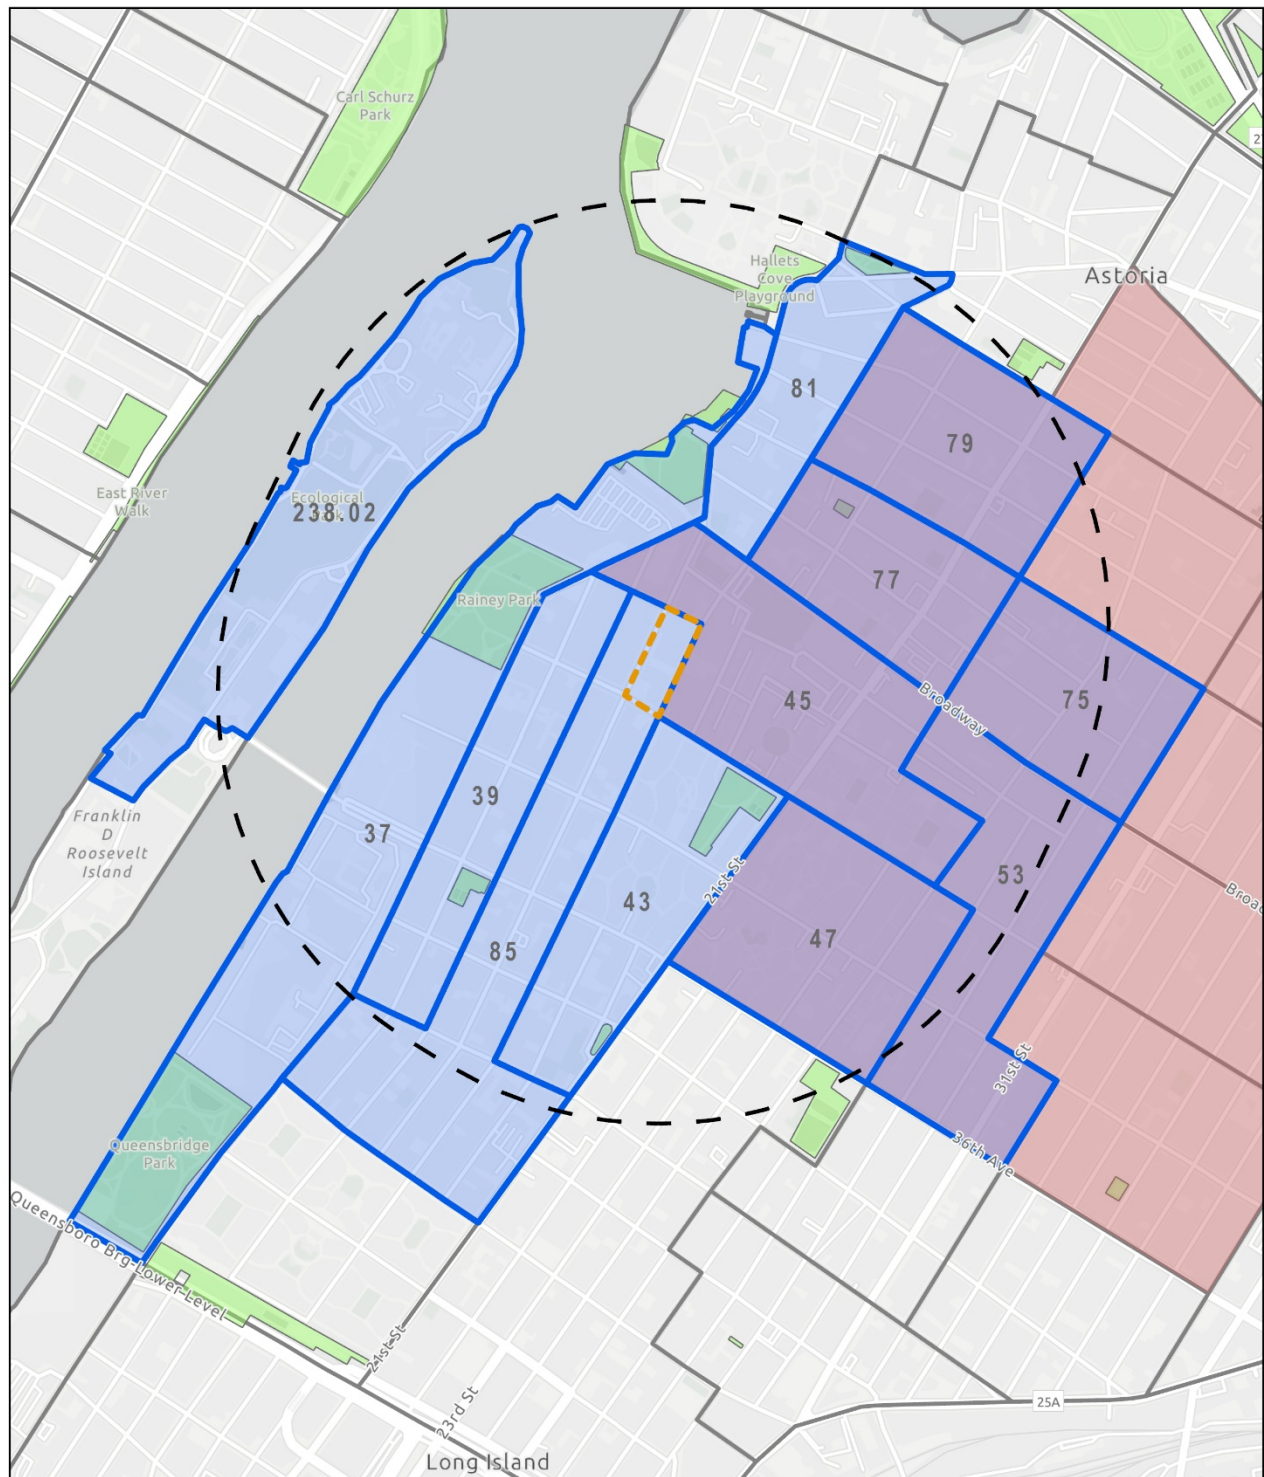 Carl Schurz
Park
27
Hallets
Cove
Playground
Astoria
81
79
East River
Walk
Ecological
238.02
77
Rainey Park
45
Broadway
75
Franklin
D
Roosevelt
Island
39
37
21st St
43
53
47
85
31st St
36th Ave
Queensbridge
Park
Queensboro Brg-Lower-Level
21st St
23rd St
25A
Long Island